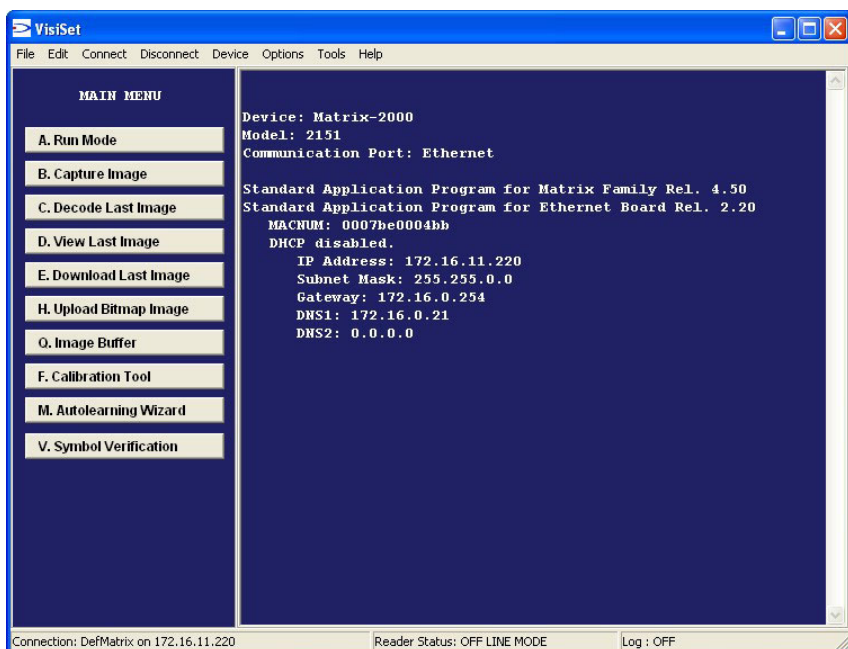 VisiSet
File Edit Connect Disconnect Device Options Tools Help
MAIN MENU
A. Run Mode
B. Capture Image
C. Decode Last Image
D. View Last Image
E. Download Last Image
H. Upload Bitmap Image
Q. Image Buffer
F. Calibration Tool
M. Autolearning Wizard
V. Symbol Verification
Device: Matrix-2000
Model: 2151
Communication Port: Ethernet
Standard Application Program for Matrix Family Rel. 4.50
Standard Application Program for Ethernet Board Rel. 2.20
MACNUM: 0007be0004bb
DHCP disabled.
IP Address: 172.16.11.220
Subnet Mask: 255.255.0.0
Gateway: 172.16.0.254
DNS1: 172.16.0.21
DNS2: 0.0.0.0
Connection: DefMatrix on 172.16.11.220 Reader Status: OFF LINE MODE Log : OFF